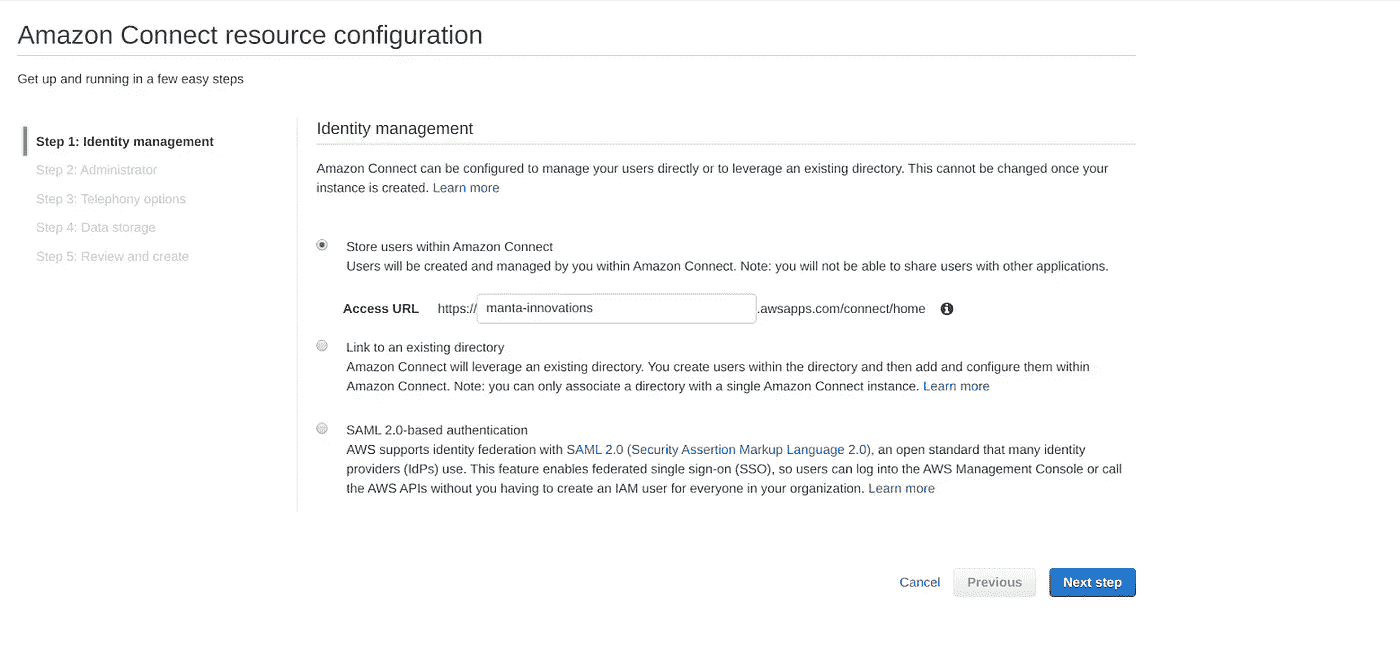 Amazon Connect resource configuration
Get up and running in a few easy steps
Step 1: Identity management
Step 2: Administrator
Step 3: Telephony options
Step 4: Data storage
Step 5: Review and create
Identity management
Amazon Connect can be configured to manage your users directly or to leverage an existing directory. This cannot be changed once your
instance is created. Learn more
Store users within Amazon Connect
Users will be created and managed by you within Amazon Connect. Note: you will not be able to share users with other applications.
Access URL https:// manta-innovations .awsapps.com/connect/home
Link to an existing directory
Amazon Connect will leverage an existing directory. You create users within the directory and then add and configure them within
Amazon Connect. Note: you can only associate a directory with a single Amazon Connect instance. Learn more
SAML 2.0-based authentication
AWS supports identity federation with SAML 2.0 (Security Assertion Markup Language 2.0), an open standard that many identity
providers (IdPs) use. This feature enables federated single sign-on (SSO), so users can log into the AWS Management Console or call
the AWS APIs without you having to create an IAM user for everyone in your organization. Learn more
Cancel Previous Next step